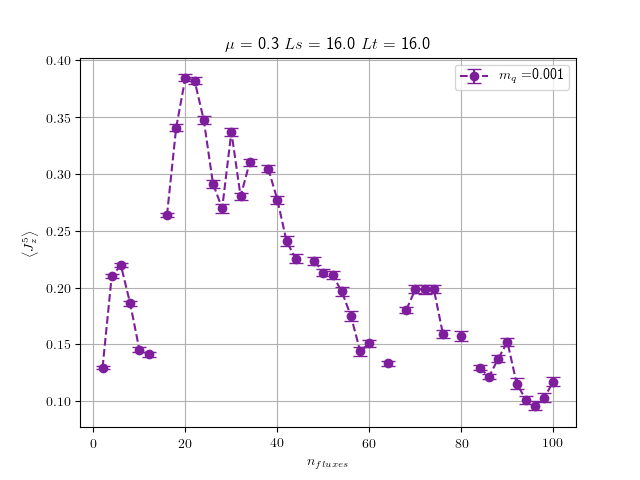 μ = 0.3 Ls = 16.0 Lt = 16.0
0.40
0.35
0.30
0.25
0.20
0.15
0.10
⟨J_z^5⟩
m_q =0.001
0 20 40 60 80 100
n_fluxes